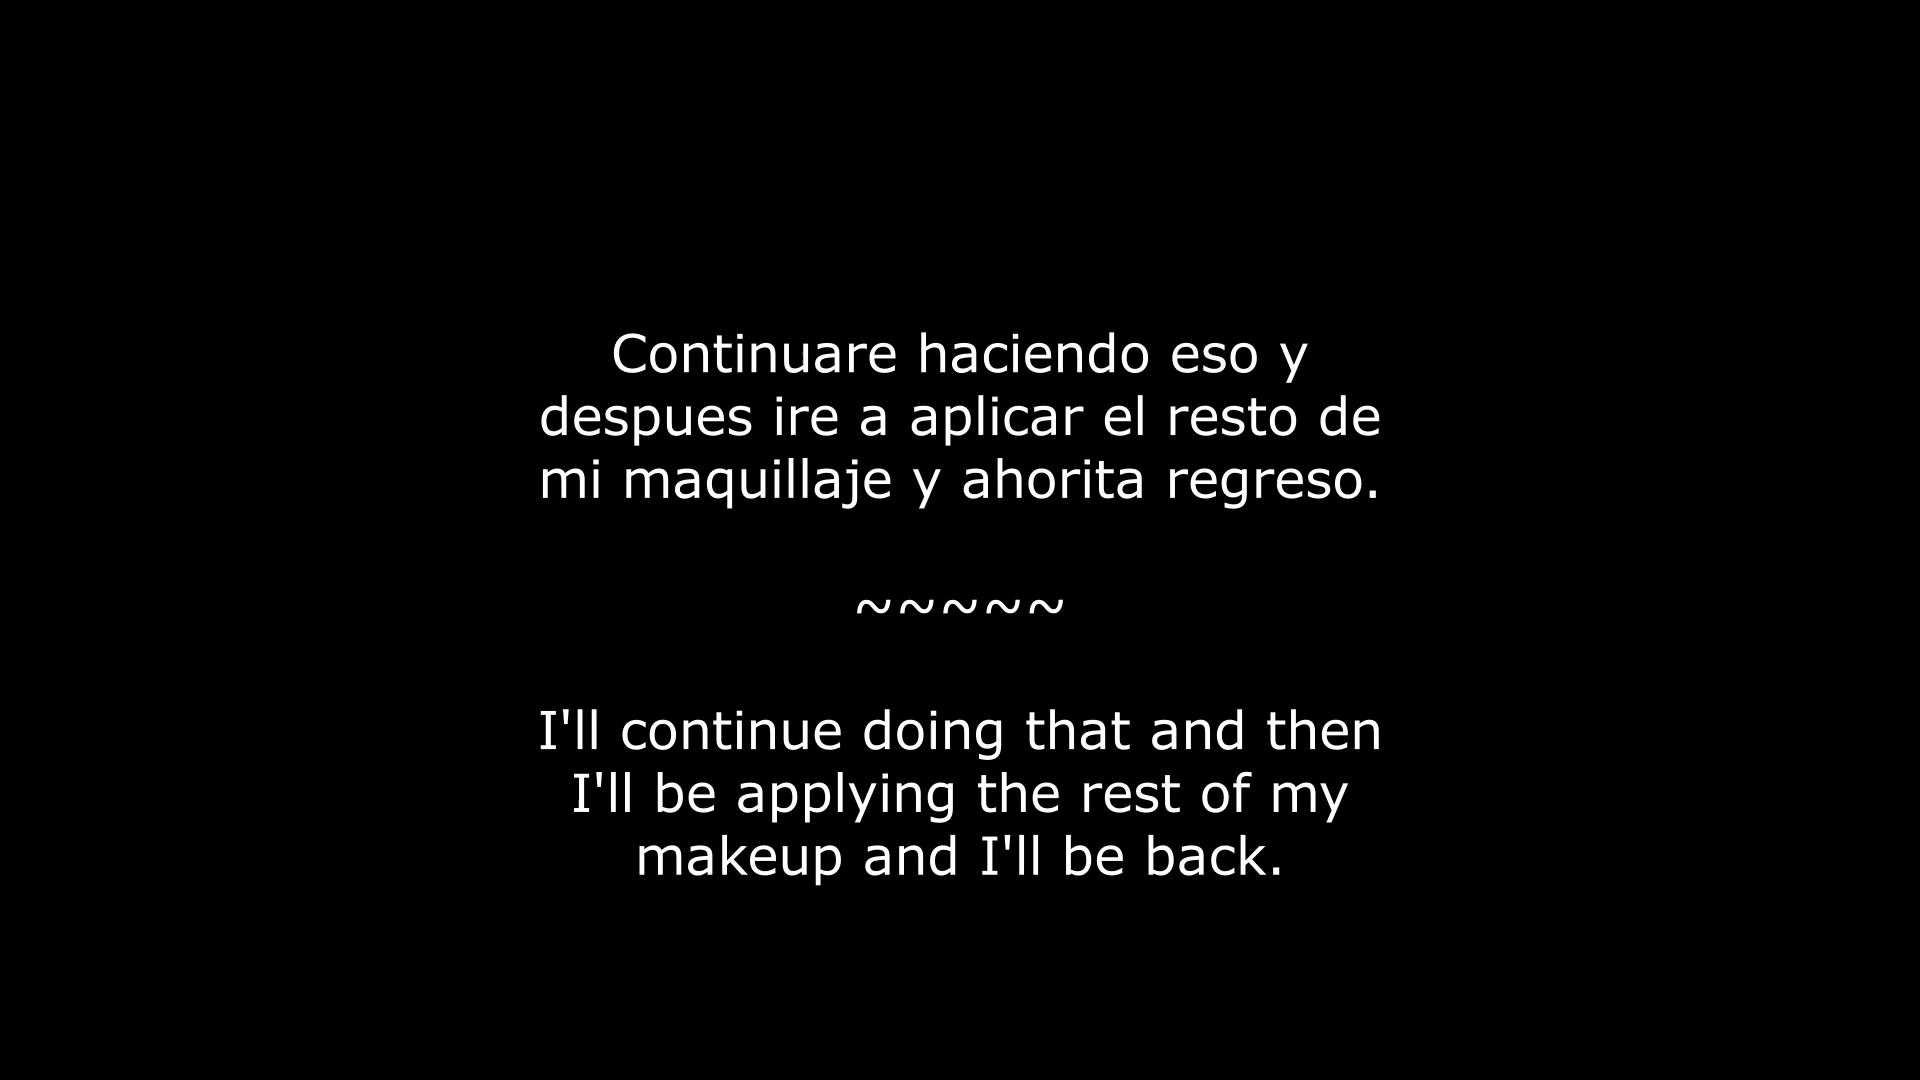 Continuare haciendo eso y
despues ire a aplicar el resto de
mi maquillaje y ahorita regreso.
~~~~~
I'll continue doing that and then
I'll be applying the rest of my
makeup and I'll be back.